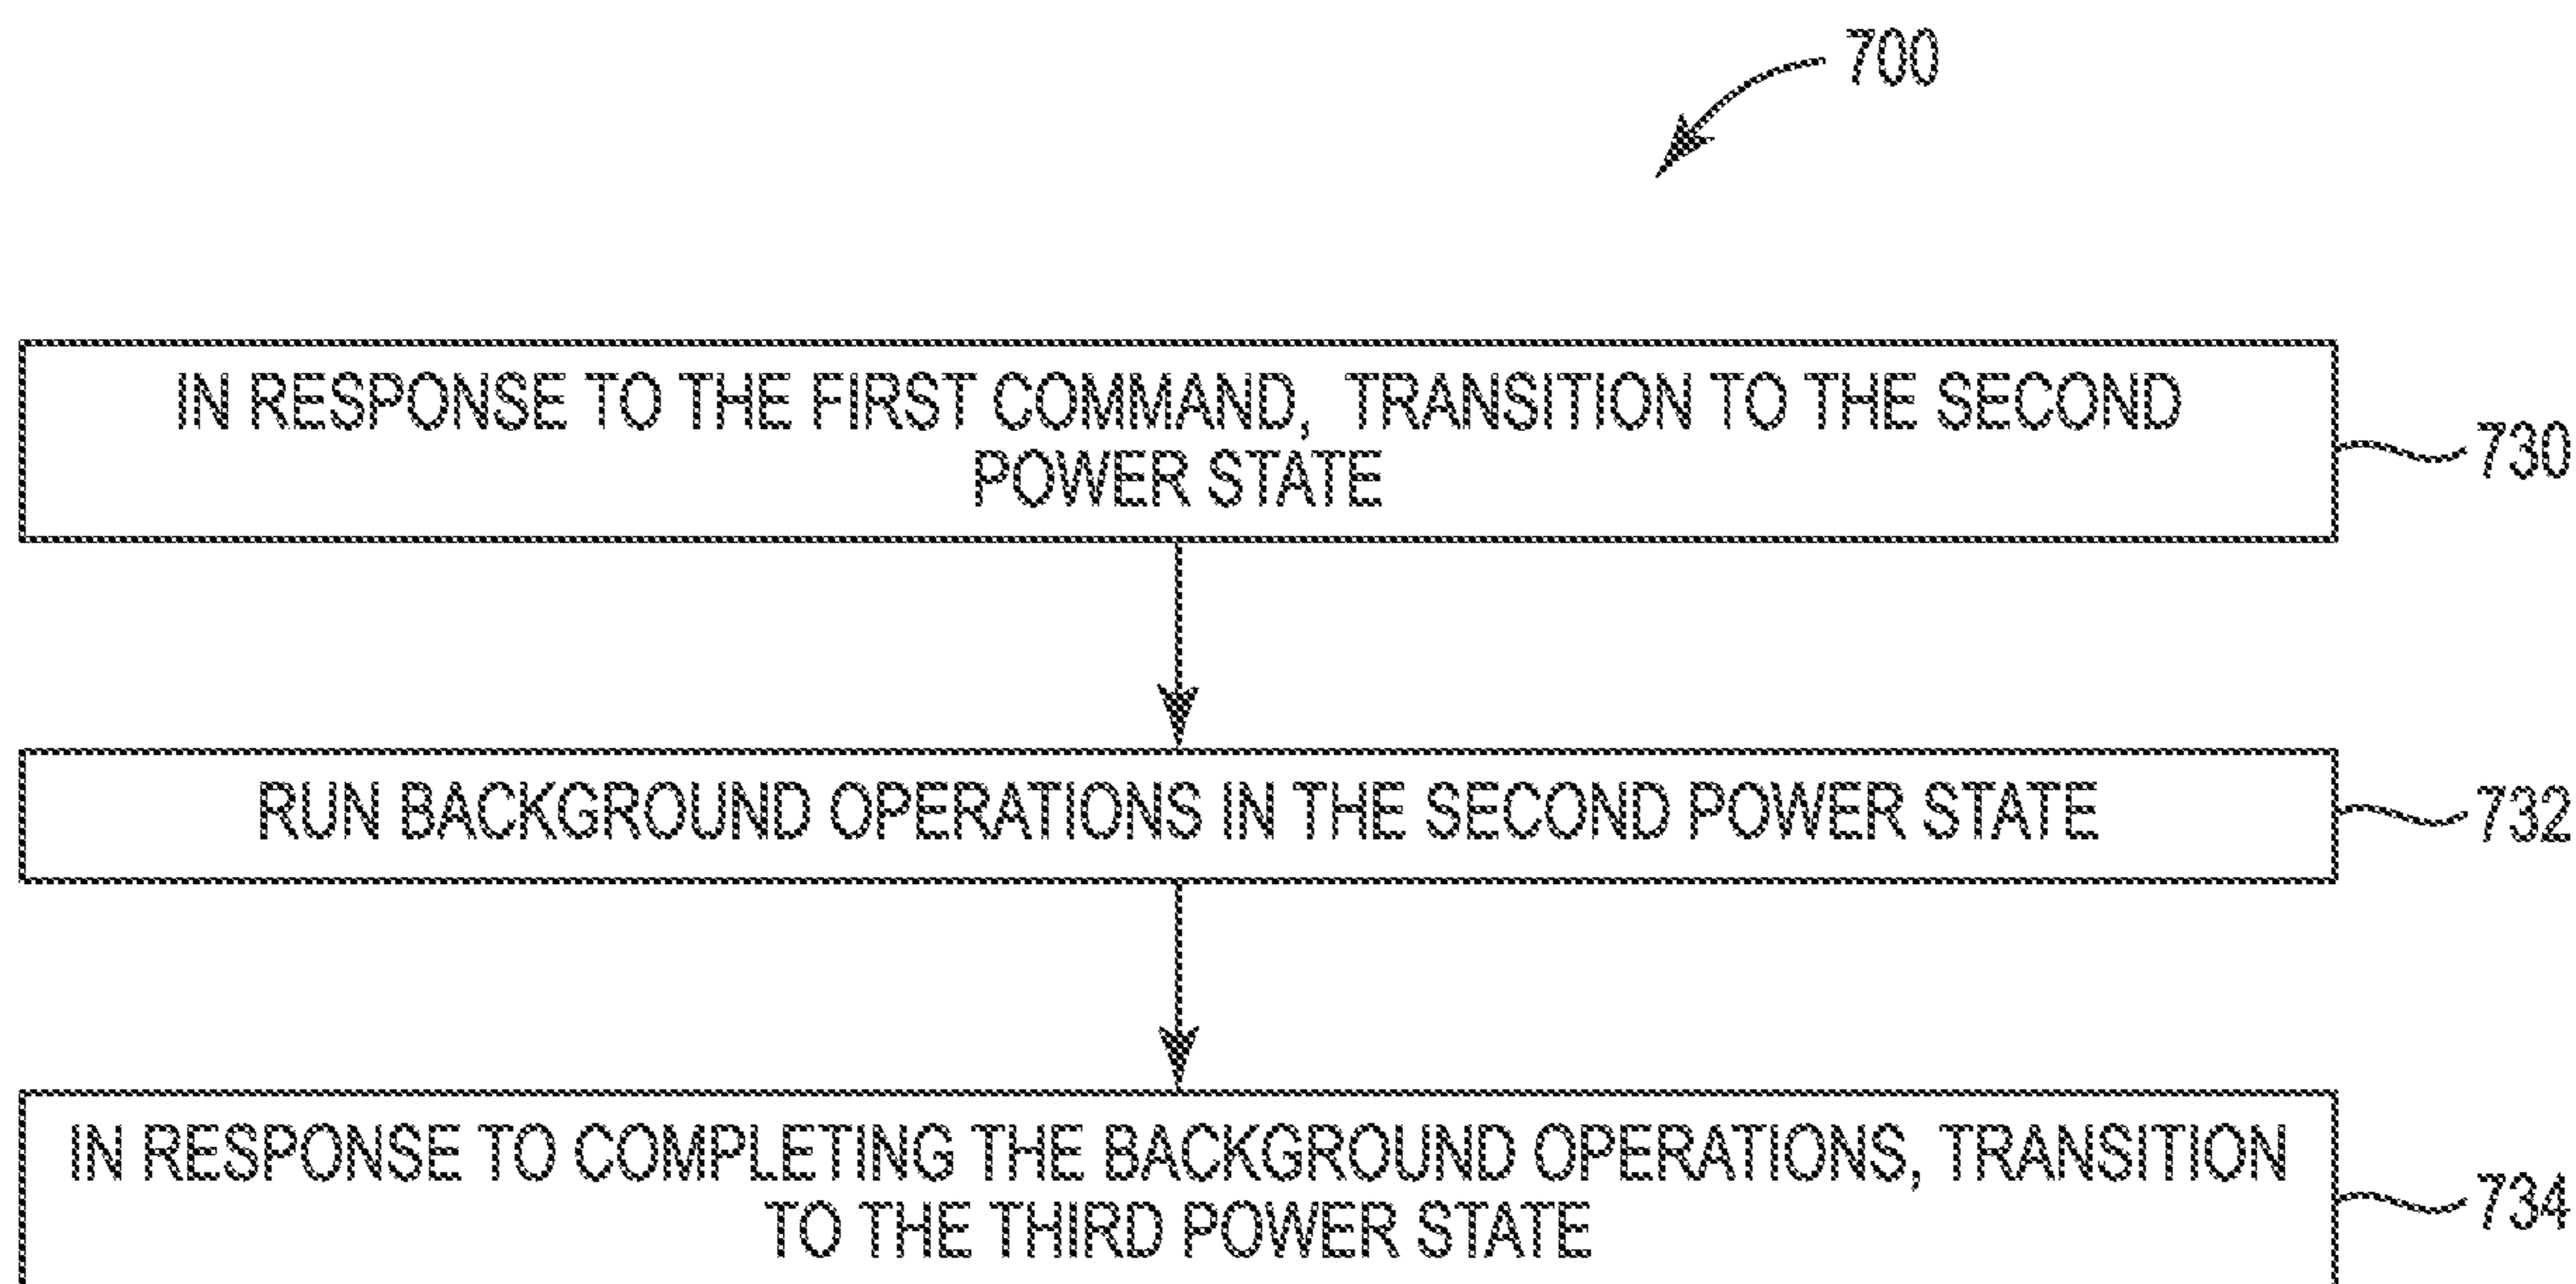 700
IN RESPONSE TO THE FIRST COMMAND, TRANSITION TO THE SECOND
POWER STATE
730
RUN BACKGROUND OPERATIONS IN THE SECOND POWER STATE
732
IN RESPONSE TO COMPLETING THE BACKGROUND OPERATIONS, TRANSITION
TO THE THIRD POWER STATE
734